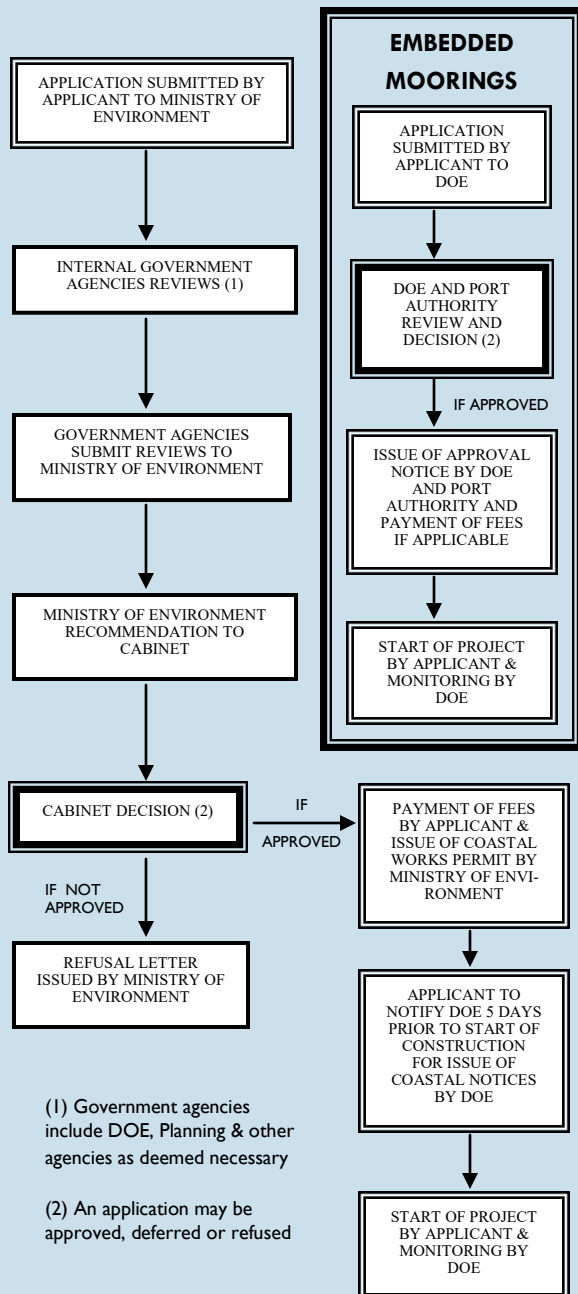 APPLICATION SUBMITTED BY
APPLICANT TO MINISTRY OF
ENVIRONMENT
INTERNAL GOVERNMENT
AGENCIES REVIEWS (1)
GOVERNMENT AGENCIES
SUBMIT REVIEWS TO
MINISTRY OF ENVIRONMENT
MINISTRY OF ENVIRONMENT
RECOMMENDATION TO
CABINET
CABINET DECISION (2)
IF NOT
APPROVED
REFUSAL LETTER
ISSUED BY MINISTRY OF
ENVIRONMENT
IF
APPROVED
PAYMENT OF FEES
BY APPLICANT &
ISSUE OF COASTAL
WORKS PERMIT BY
MINISTRY OF ENVI-
RONMENT
APPLICANT TO
NOTIFY DOE 5 DAYS
PRIOR TO START OF
CONSTRUCTION
FOR ISSUE OF
COASTAL NOTICES
BY DOE
START OF PROJECT
BY APPLICANT &
MONITORING BY
DOE
EMBEDDED
MOORINGS
APPLICATION
SUBMITTED BY
APPLICANT TO
DOE
DOE AND PORT
AUTHORITY
REVIEW AND
DECISION (2)
IF APPROVED
ISSUE OF APPROVAL
NOTICE BY DOE
AND PORT
AUTHORITY AND
PAYMENT OF FEES
IF APPLICABLE
START OF PROJECT
BY APPLICANT &
MONITORING BY
DOE
(1) Government agencies
include DOE, Planning & other
agencies as deemed necessary
(2) An application may be
approved, deferred or refused